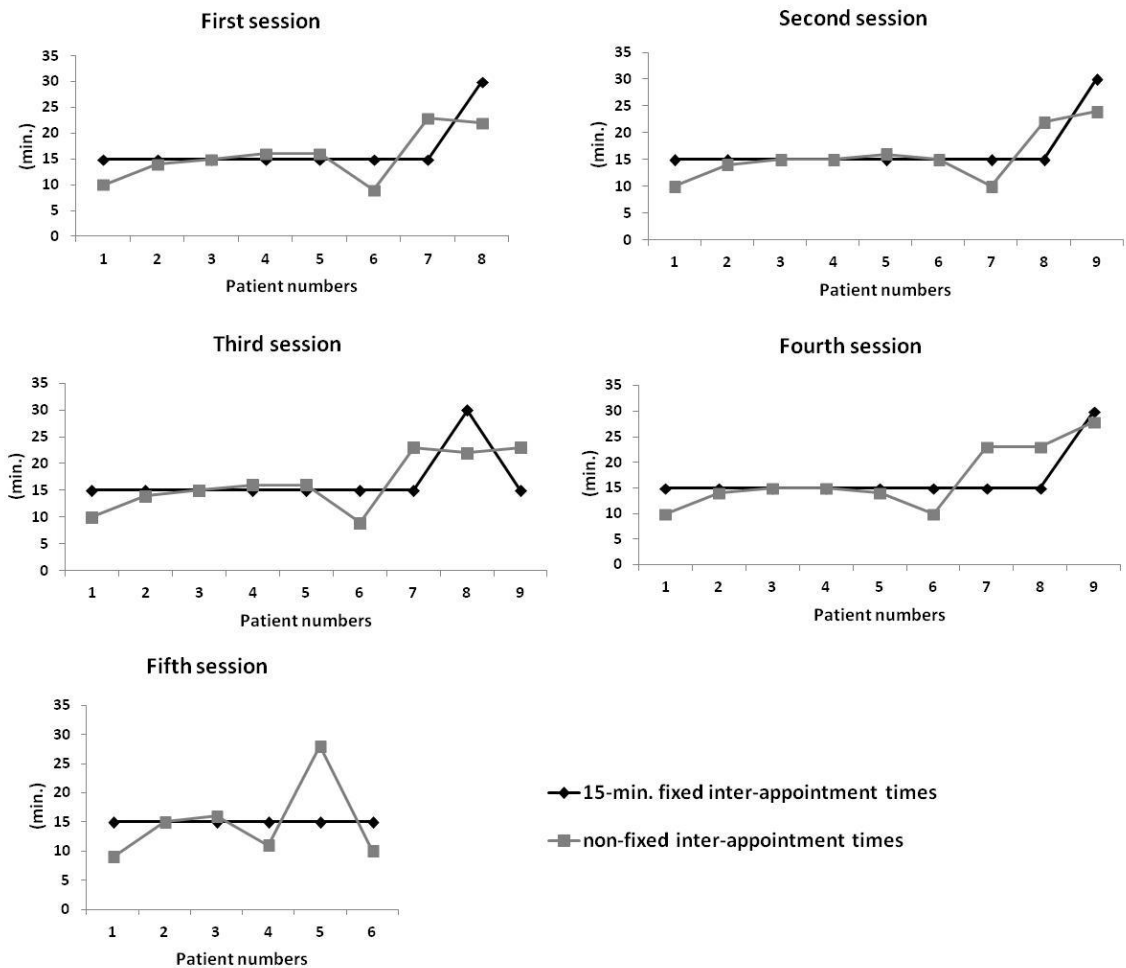 First session
35
30
25
20
15
10
5
0
(min.)
1 2 3 4 5 6 7 8
Patient numbers
Second session
35
30
25
20
15
10
5
0
(min.)
1 2 3 4 5 6 7 8 9
Patient numbers
Third session
35
30
25
20
15
10
5
0
(min.)
1 2 3 4 5 6 7 8 9
Patient numbers
Fourth session
35
30
25
20
15
10
5
0
(min.)
1 2 3 4 5 6 7 8 9
Patient numbers
Fifth session
35
30
25
20
15
10
5
0
(min.)
1 2 3 4 5 6
Patient numbers
15-min. fixed inter-appointment times
non-fixed inter-appointment times